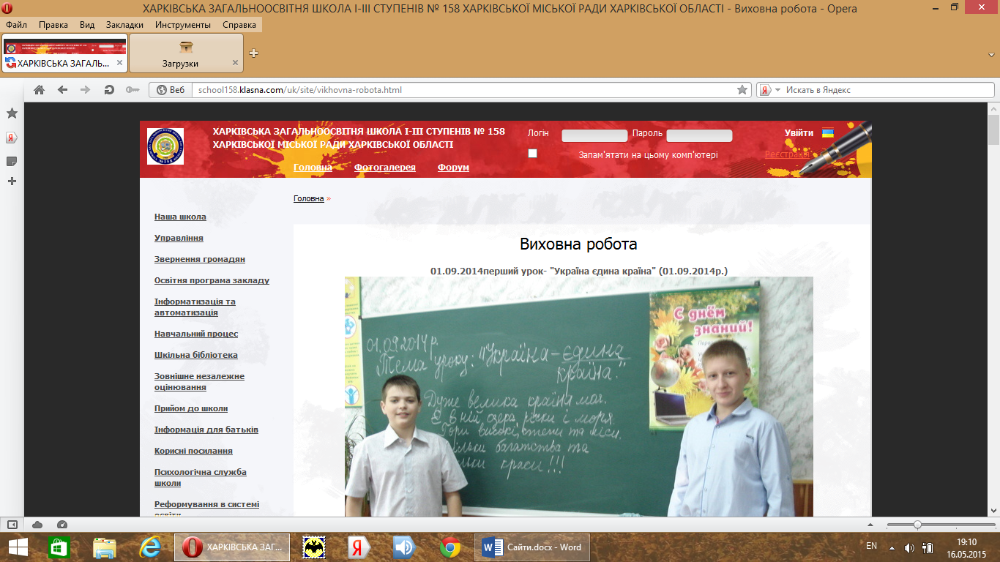 ХАРКІВСЬКА ЗАГАЛЬНООСВІТНЯ ШКОЛА І-ІІІ СТУПЕНІВ № 158 ХАРКІВСЬКОЇ МІСЬКОЇ РАДИ ХАРКІВСЬКОЇ ОБЛАСТІ - Виховна робота - Opera
Файл Правка Вид Закладки Инструменты Справка
ХАРКІВСЬКА ЗАГАЛЬ...
Загрузки
Веб
school158.klasna.com/uk/site/vikhovna-robota.html
Искать в Яндекс
ХАРКІВСЬКА ЗАГАЛЬНООСВІТНЯ ШКОЛА І-ІІІ СТУПЕНІВ № 158
ХАРКІВСЬКОЇ МІСЬКОЇ РАДИ ХАРКІВСЬКОЇ ОБЛАСТІ
Логін Пароль Увійти
Запам'ятати на цьому комп'ютері
Реєстрація
Головна Фотогалерея Форум
Головна »
Наша школа
Управління
Звернення громадян
Освітня програма закладу
Інформатизація та
автоматизація
Навчальний процес
Шкільна бібліотека
Зовнішнє незалежне
оцінювання
Прийом до школи
Інформація для батьків
Корисні посилання
Психологічна служба
школи
Реформування в системі
освіти
Виховна робота
01.09.2014перший урок- "Україна єдина країна" (01.09.2014р.)
01.09.2014р.
Тема уроку: "Україна – єдина
країна."
Дуже велика країна моя.
Є в ній озера, ріки і моря.
Гори високі, степи та ліси.
багатства та
краси!!!
С днём
знаний!
ХАРКІВСЬКА ЗАГ...
Сайти.docx - Word
EN
19:10
16.05.2015